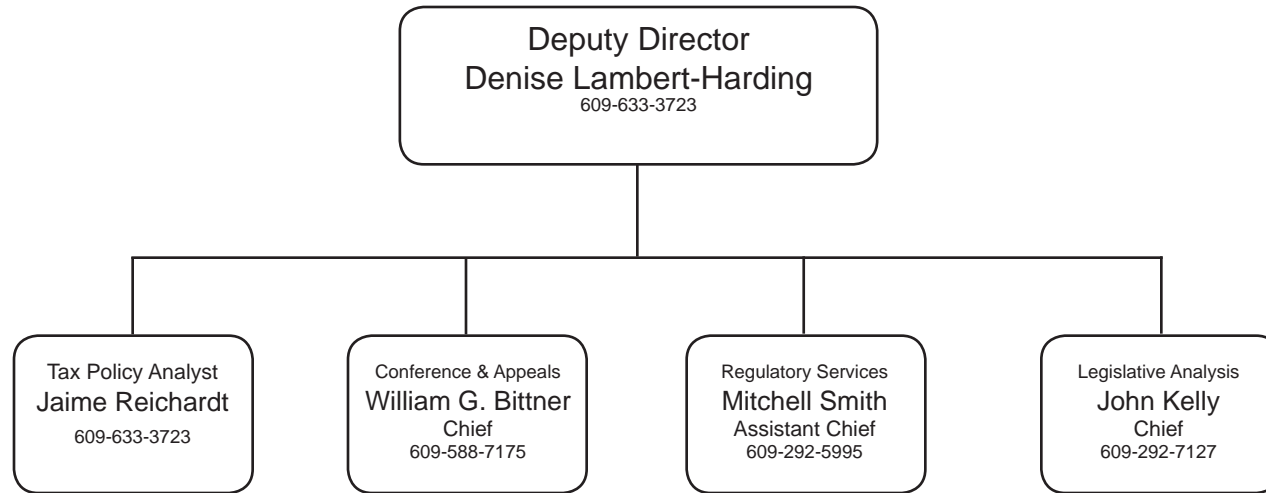 Deputy Director
Denise Lambert-Harding
609-633-3723
Tax Policy Analyst
Jaime Reichardt
609-633-3723
Conference & Appeals
William G. Bittner
Chief
609-588-7175
Regulatory Services
Mitchell Smith
Assistant Chief
609-292-5995
Legislative Analysis
John Kelly
Chief
609-292-7127